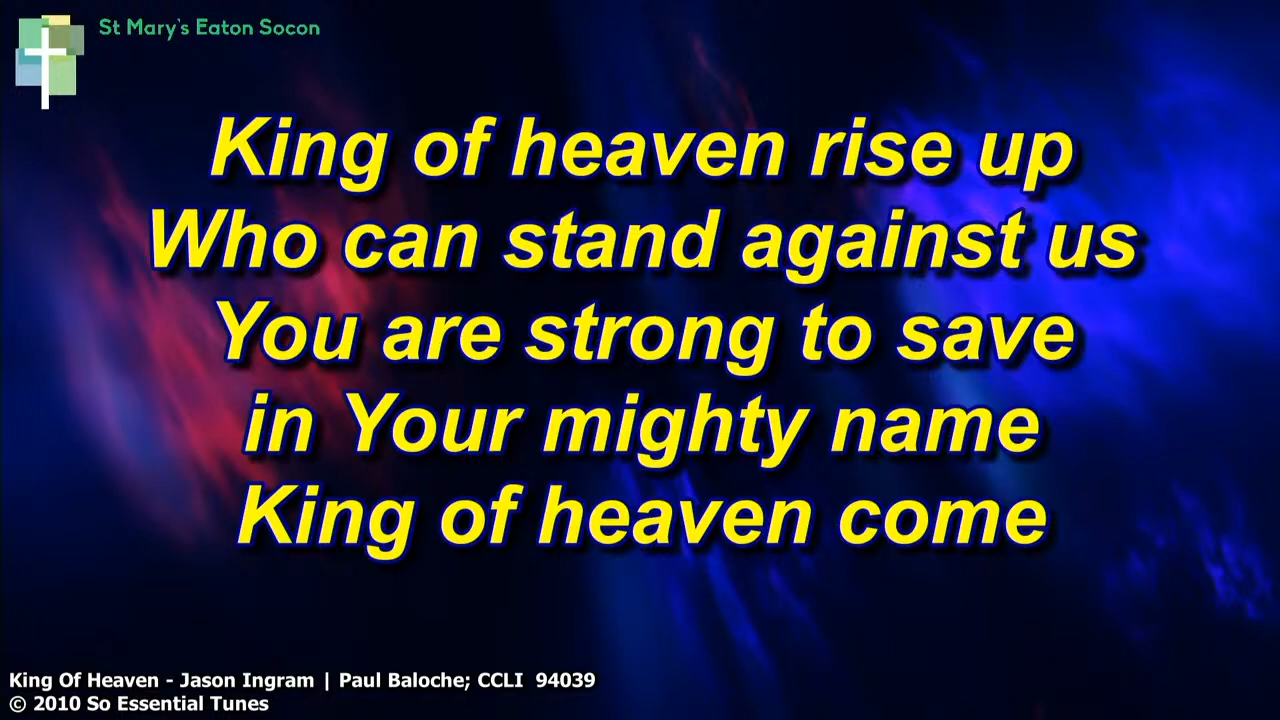 St Mary's Eaton Socon
King of heaven rise up
Who can stand against us
You are strong to save
in Your mighty name
King of heaven come
King Of Heaven - Jason Ingram | Paul Baloche; CCLI 94039
© 2010 So Essential Tunes